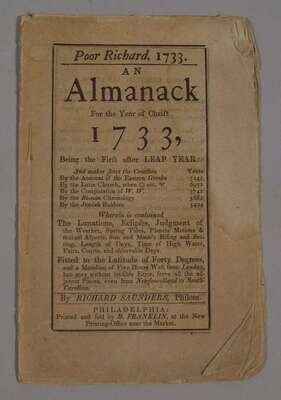 Poor Richard, 1733.
AN
Almanack
For the Year of Christ
1733,
Being the First after LEAP YEAR.
And makes since the Creation Years
By the Account of the Eastern Greeks 7241
By the Latin Church, when ☉ ent. ♈ 6932
By the Computation of W. W. 5742
By the Roman Chronology 5682
By the Jewish Rabbies 5494
Wherein is contained
The Lunations, Eclipses, Judgment of
the Weather, Spring Tides, Planets Motions &
mutual Aspects, Sun and Moon's Rising and Set-
ting, Length of Days, Time of High Water,
Fairs, Courts, and observable Days.
Fitted to the Latitude of Forty Degrees,
and a Meridian of Five Hours West from London,
but may without sensible Error, serve all the ad-
jacent Places, even from Newfoundland to South-
Carolina.
By RICHARD SAUNDERS, Philom.
PHILADELPHIA:
Printed and sold by B. FRANKLIN, at the New
Printing-Office near the Market.